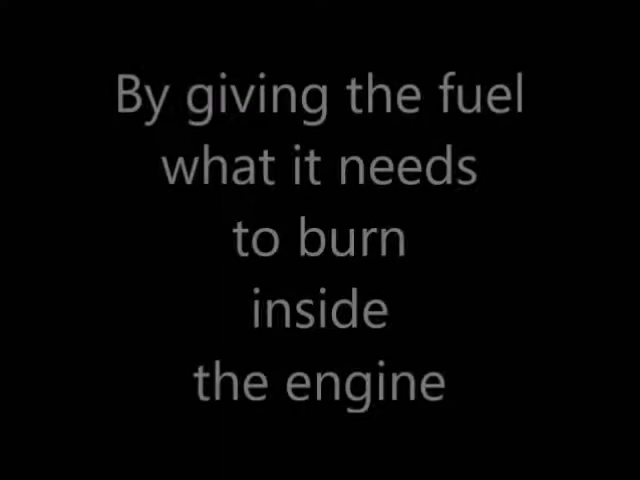 By giving the fuel
what it needs
to burn
inside
the engine